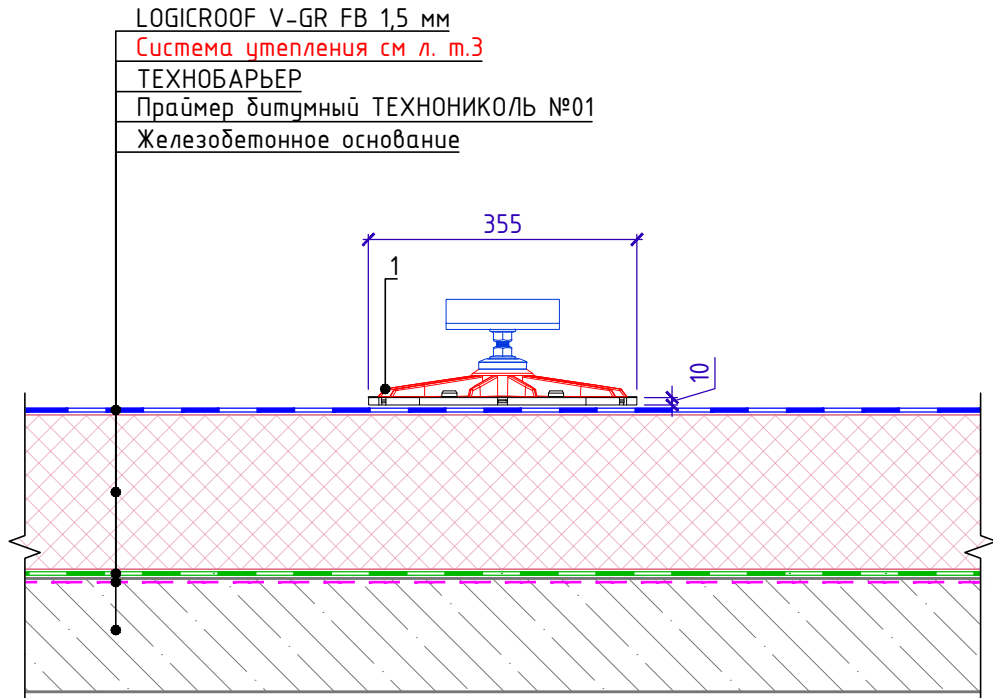 LOGICROOF V-GR FB 1,5 мм
Система утепления см л. т.3
ТЕХНОБАРЬЕР
Праймер битумный ТЕХНОНИКОЛЬ №01
Железобетонное основание
355
1
10